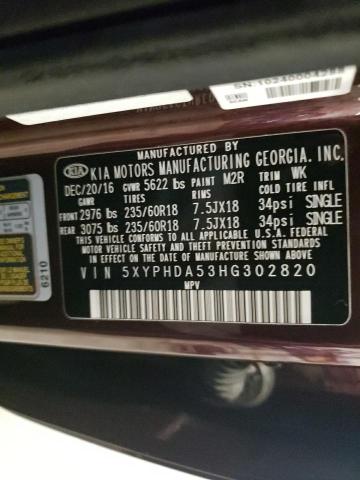 MANUFACTURED BY
KIA KIA MOTORS MANUFACTURING GEORGIA. INC.
DEC/20/16 GVWR 5622 lbs PAINT M2R TRIM WK
GAWR TIRES RIMS COLD TIRE INFL
FRONT 2976 lbs 235/60R18 7.5JX18 34psi SINGLE
REAR 3075 lbs 235/60R18 7.5JX18 34psi SINGLE
THIS VEHICLE CONFORMS TO ALL APPLICABLE U.S.A FEDERAL
MOTOR VEHICLE SAFETY BUMPER, AND THEFT PREVENTION
STANDARDS IN EFFECT ON THE DATE OF MANUFACTURE SHOWN ABOVE
VIN 5XYPHDA53HG302820
MPV
6210